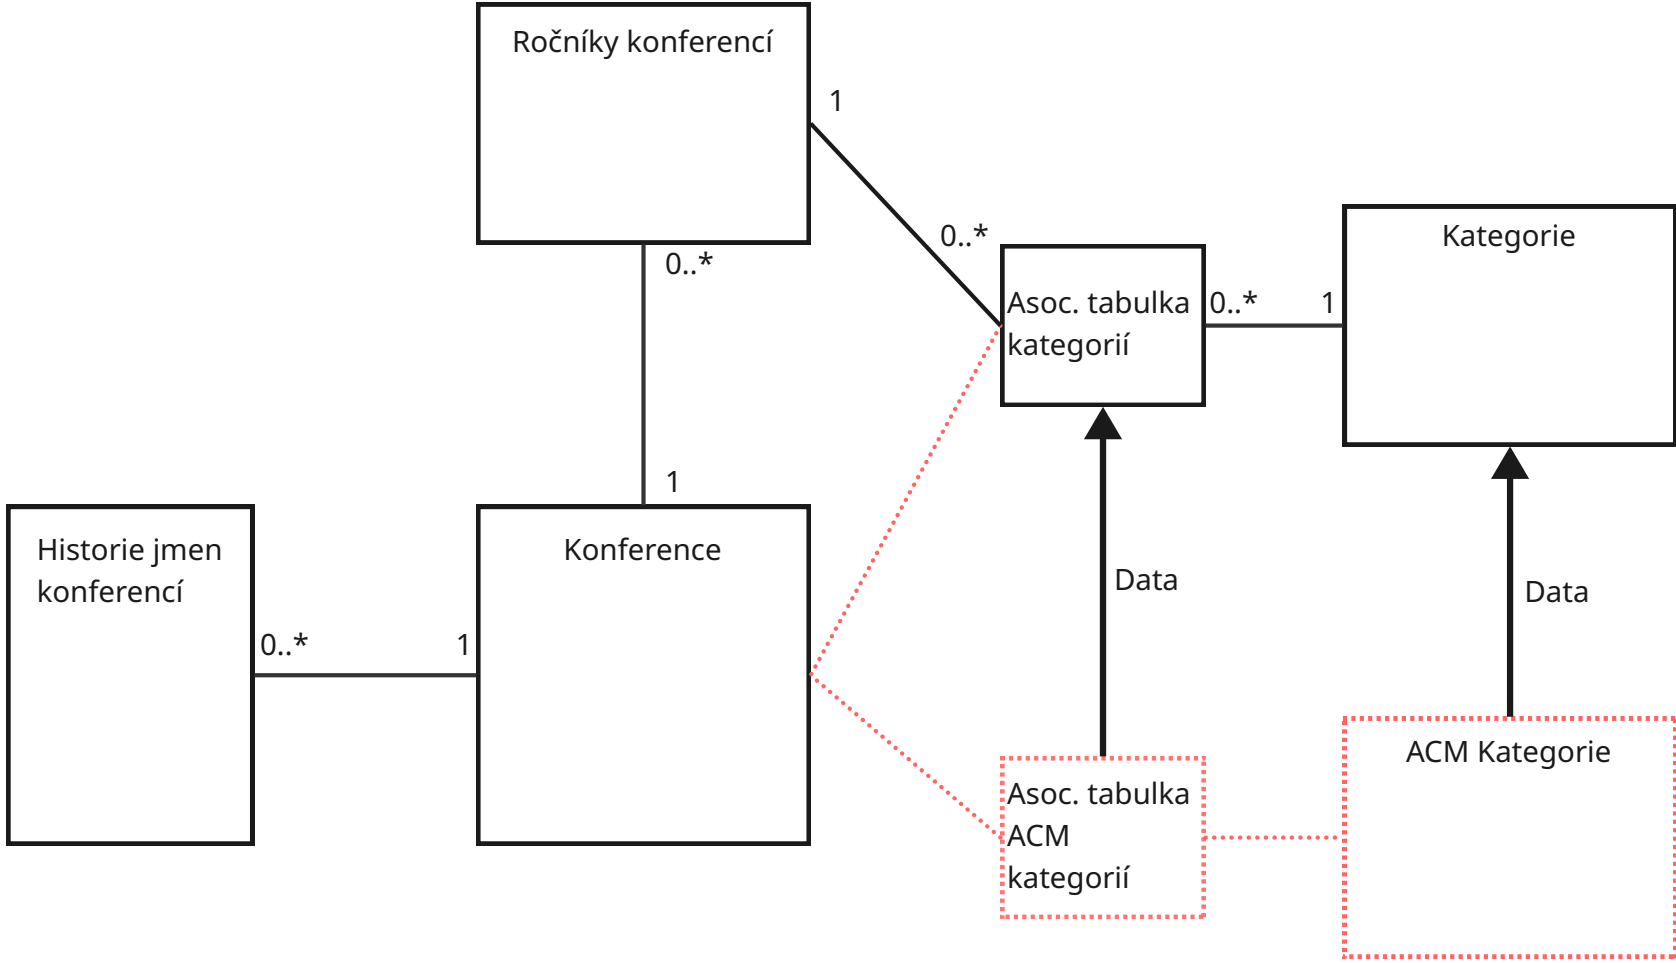 Ročníky konferencí
1
0..*
0..*
Kategorie
Asoc. tabulka
kategorií
0..*
1
1
Historie jmen
konferencí
Konference
0..*
1
Data
Data
ACM Kategorie
Asoc. tabulka
ACM
kategorií